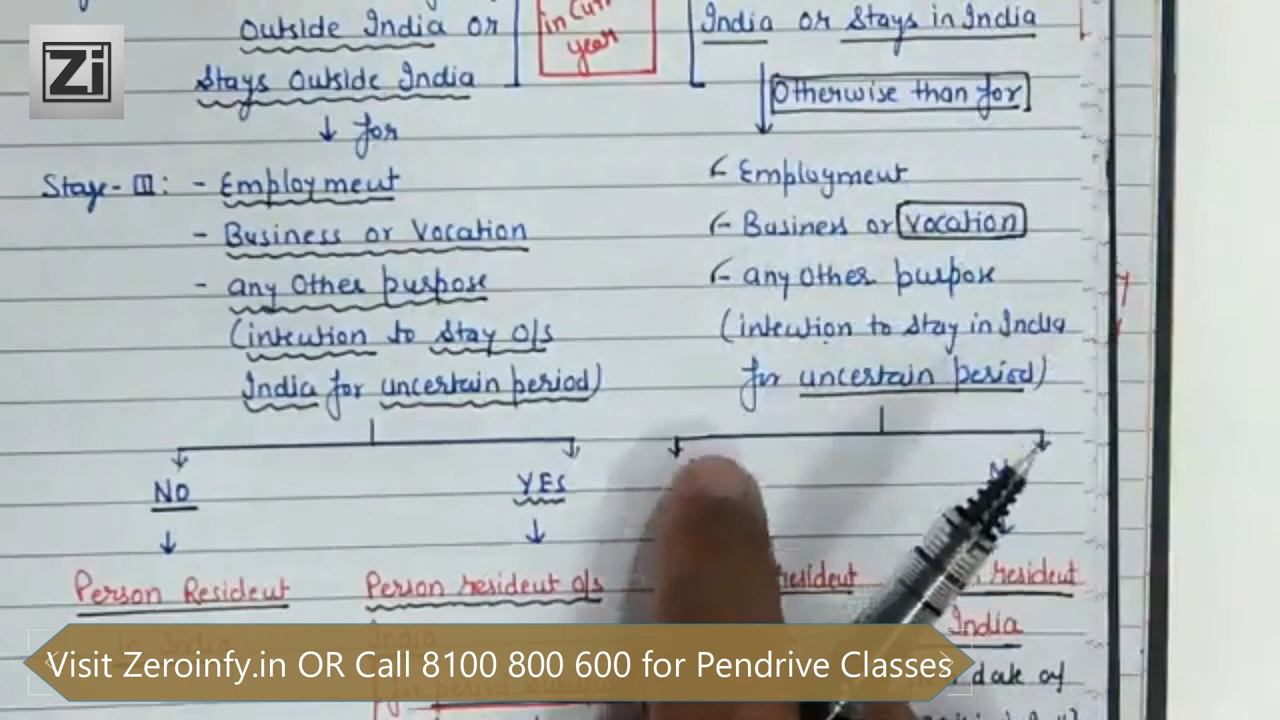 Zi
Outside India or
Stays Outside India
↓ for
in Curr
year
India or Stays in India
Otherwise than for
Stage-III: - Employment
- Business or Vocation
- any Other purpose
(intention to Stay o/s
India for uncertain period)
Employment
Business or Vocation
any Other purpose
(intention to Stay in India
for uncertain period)
NO
YES
Person Resident
Person resident o/s
resident
resident
India
date of
Visit Zeroinfy.in OR Call 8100 800 600 for Pendrive Classes